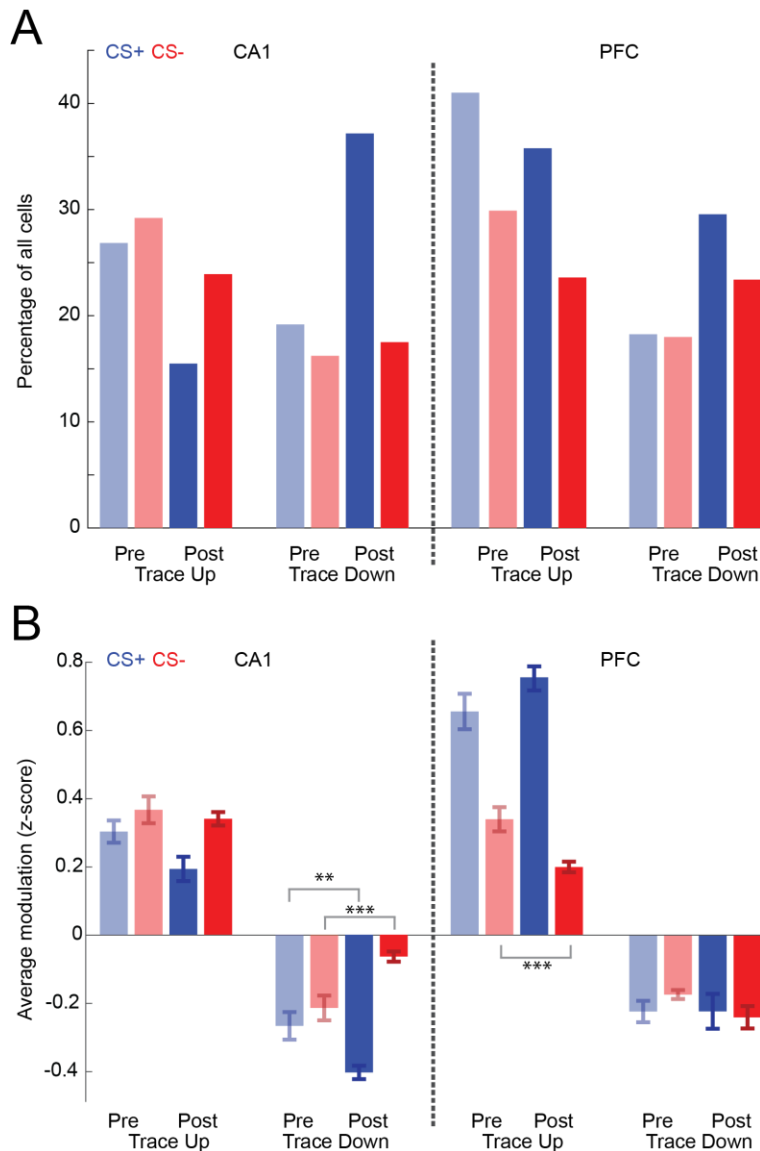 A
CS+ CS- CA1 PFC
Percentage of all cells
40
30
20
10
0
Pre Post Pre Post Pre Post Pre Post
Trace Up Trace Down Trace Up Trace Down
B
CS+ CS- CA1 PFC
Average modulation (z-score)
0.8
0.6
0.4
0.2
0
-0.2
-0.4
**
***
***
Pre Post Pre Post Pre Post Pre Post
Trace Up Trace Down Trace Up Trace Down